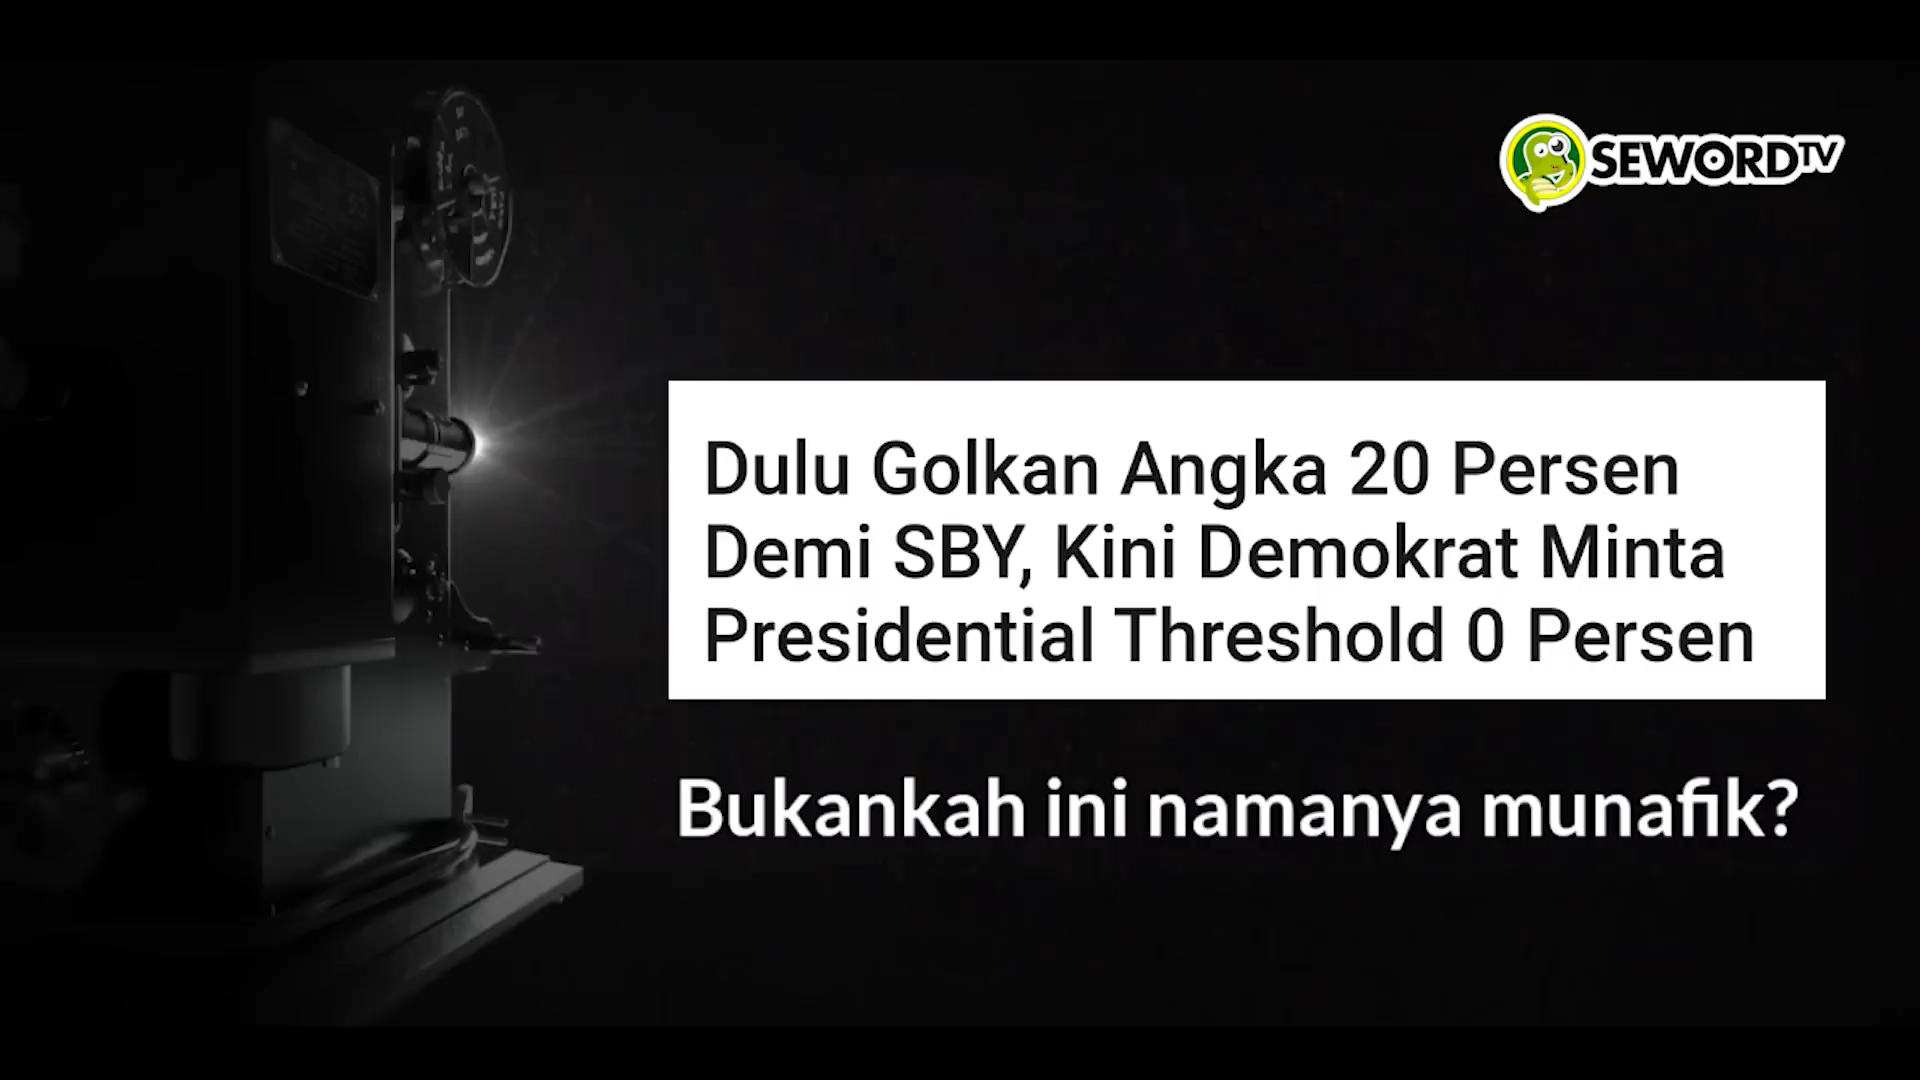 SEWORDTV
Dulu Golkan Angka 20 Persen
Demi SBY, Kini Demokrat Minta
Presidential Threshold 0 Persen
Bukankah ini namanya munafik?